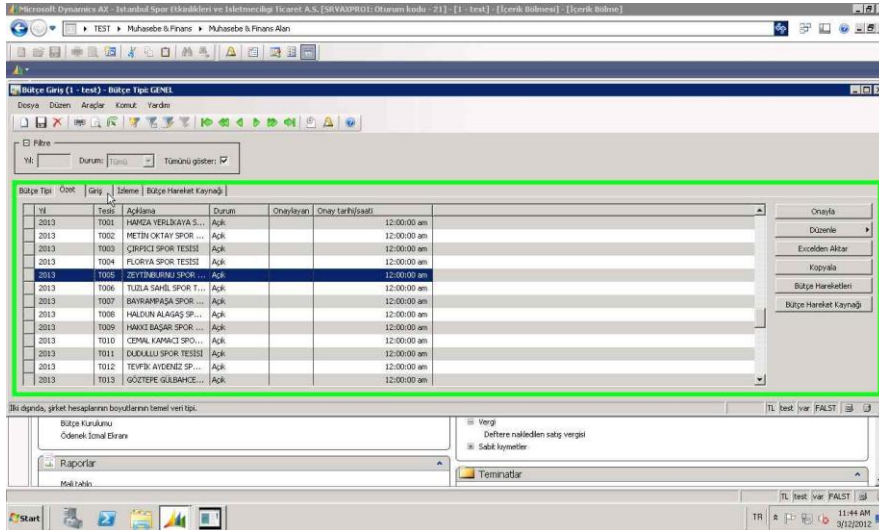 Microsoft Dynamics AX - Istanbul Spor Etkinlikleri ve Isletmeciligi Ticaret A.S. [SRVAXPRO1: Oturum kodu - 21] - [1 - test] - [İçerik Bölmesi] - [İçerik Bölme]
TEST Muhasebe & Finans Muhasebe & Finans Alan
Bütçe Giriş (1 - test) - Bütçe Tipi: GENEL
Dosya Düzen Araçlar Komut Yardım
Filtre
Yıl: Durum: Tümü Tümünü göster:
Bütçe Tipi Özet Giriş İzleme Bütçe Hareket Kaynağı
Yıl Tesis Açıklama Durum Onaylayan Onay tarihi/saati
2013 T001 HAMZA YERLİKAYA S... Açık 12:00:00 am
2013 T002 METİN OKTAY SPOR ... Açık 12:00:00 am
2013 T003 ÇIRPICI SPOR TESİSİ Açık 12:00:00 am
2013 T004 FLORYA SPOR TESİSİ Açık 12:00:00 am
2013 T005 ZEYTİNBURNU SPOR ... Açık 12:00:00 am
2013 T006 TUZLA SAHİL SPOR T... Açık 12:00:00 am
2013 T007 BAYRAMPAŞA SPOR ... Açık 12:00:00 am
2013 T008 HALDUN ALAGAŞ SP... Açık 12:00:00 am
2013 T009 HAKKI BAŞAR SPOR ... Açık 12:00:00 am
2013 T010 CEMAL KAMACI SPO... Açık 12:00:00 am
2013 T011 DUDULLU SPOR TESİSİ Açık 12:00:00 am
2013 T012 TEVFİK AYDENİZ SP... Açık 12:00:00 am
2013 T013 GÖZTEPE GÜLBAHCE... Açık 12:00:00 am
Onayla
Düzenle
Excelden Aktar
Kopyala
Bütçe Hareketleri
Bütçe Hareket Kaynağı
İlki dışında, şirket hesaplarının boyutlarının temel veri tipi.
TL test var FALST
Bütçe Kurulumu
Ödenek İcmal Ekranı
Raporlar
Mali tablo
Vergi
Deftere nakledilen satış vergisi
Sabit kıymetler
Teminatlar
TL test var FALST
Start
TR
11:44 AM
3/12/2012